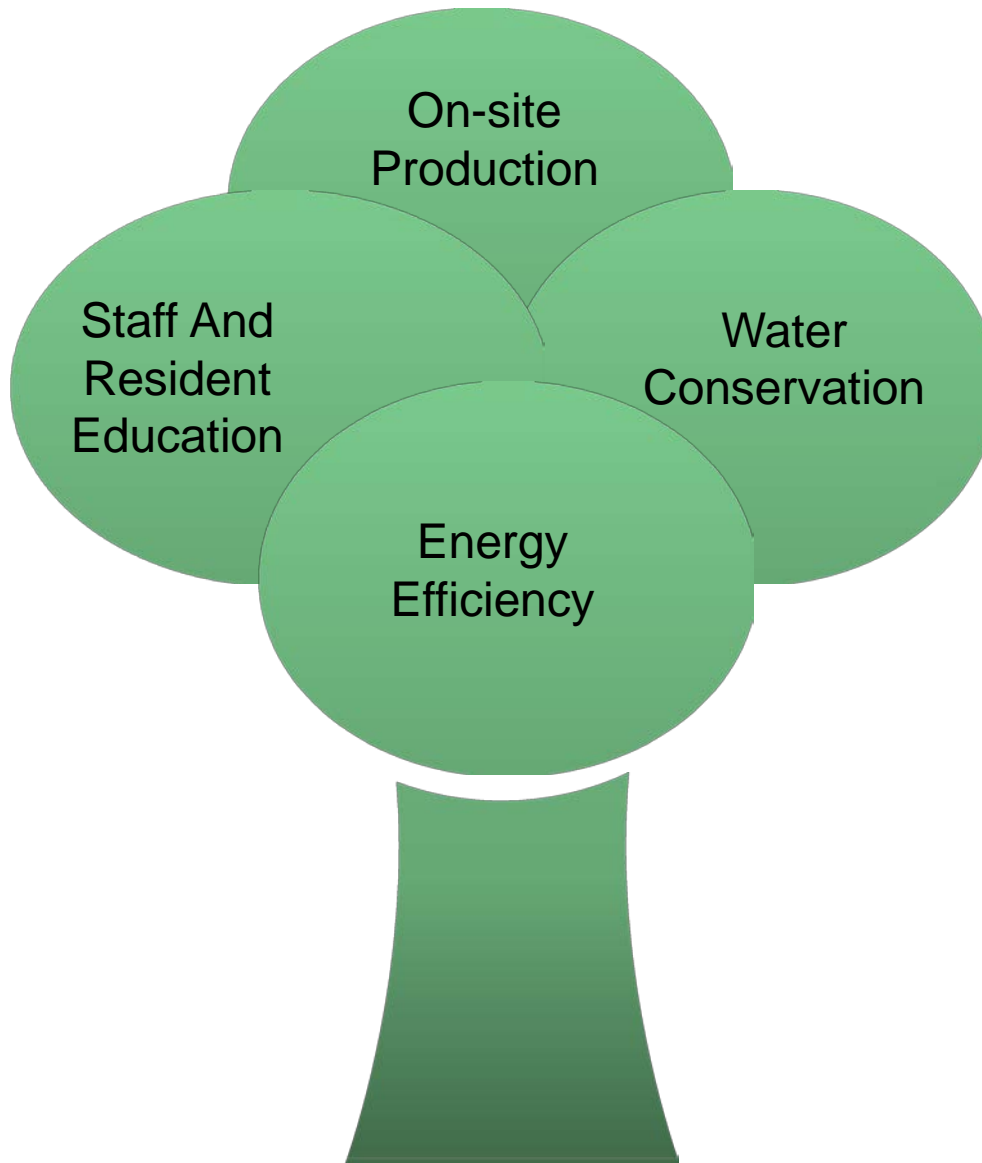 On-site
Production
Staff And
Resident
Education
Water
Conservation
Energy
Efficiency